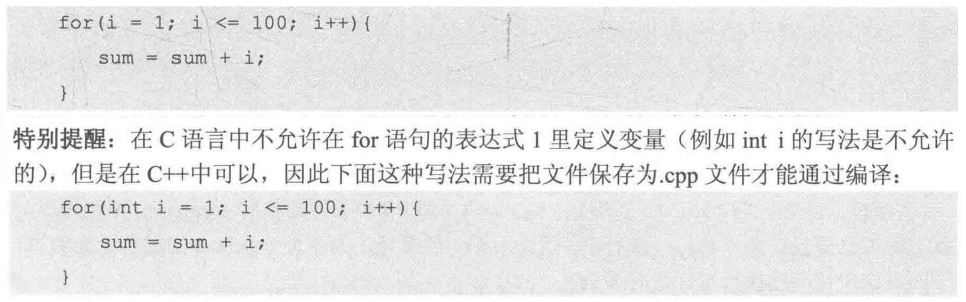 for(i = 1; i <= 100; i++){
    sum = sum + i;
}
特别提醒：在 C 语言中不允许在 for 语句的表达式 1 里定义变量（例如 int i 的写法是不允许
的），但是在 C++中可以，因此下面这种写法需要把文件保存为.cpp 文件才能通过编译：
for(int i = 1; i <= 100; i++){
    sum = sum + i;
}